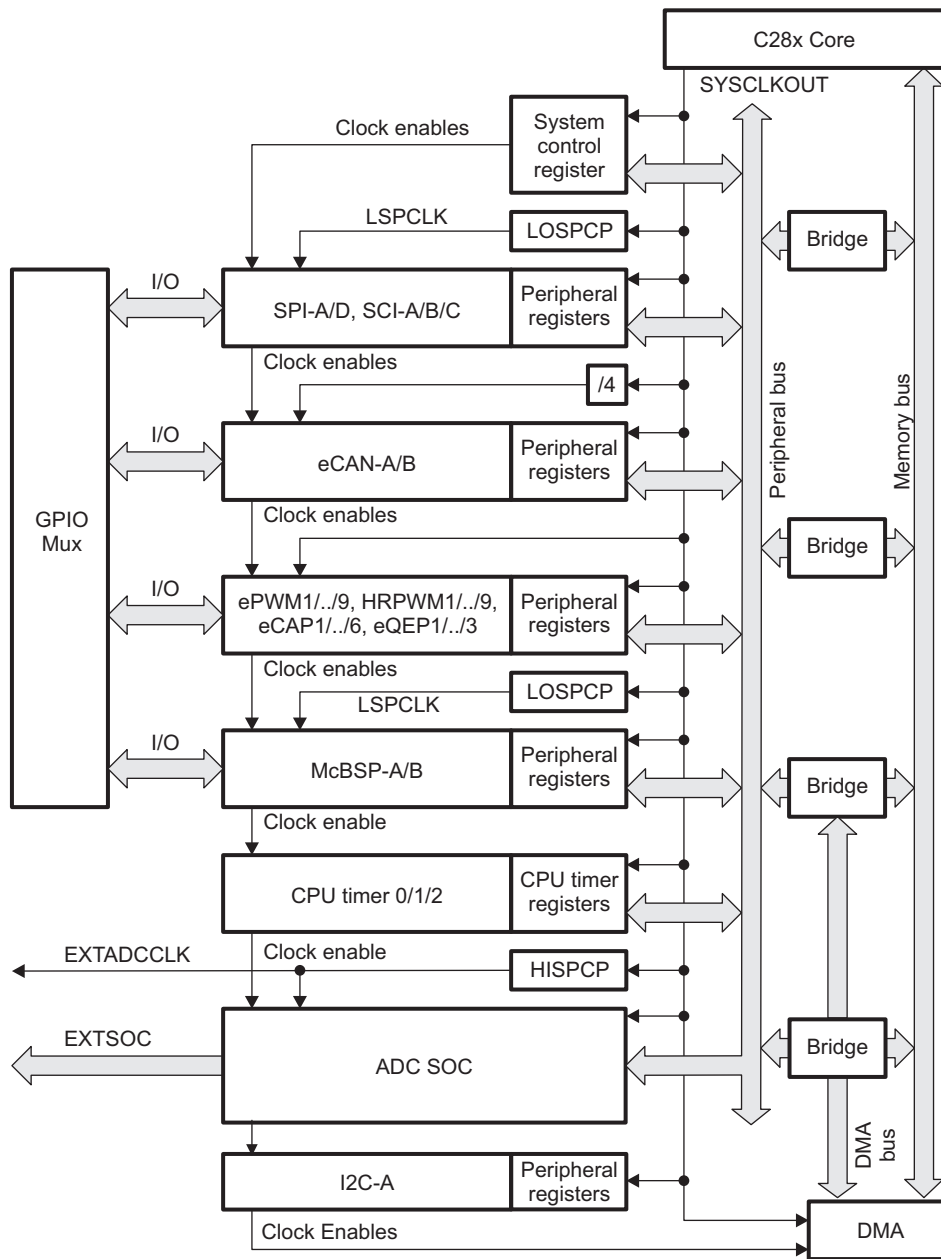 C28x Core
SYSCLKOUT
Clock enables
System
control
register
LSPCLK
LOSPCP
Bridge
I/O
SPI-A/D, SCI-A/B/C
Peripheral
registers
Clock enables
/4
Peripheral bus
Memory bus
I/O
eCAN-A/B
Peripheral
registers
GPIO
Mux
Clock enables
Bridge
I/O
ePWM1/../9, HRPWM1/../9,
eCAP1/../6, eQEP1/../3
Peripheral
registers
Clock enables
LSPCLK
LOSPCP
I/O
McBSP-A/B
Peripheral
registers
Bridge
Clock enable
CPU timer 0/1/2
CPU timer
registers
EXTADCCLK
Clock enable
HISPCP
EXTSOC
ADC SOC
Bridge
DMA
bus
I2C-A
Peripheral
registers
Clock Enables
DMA